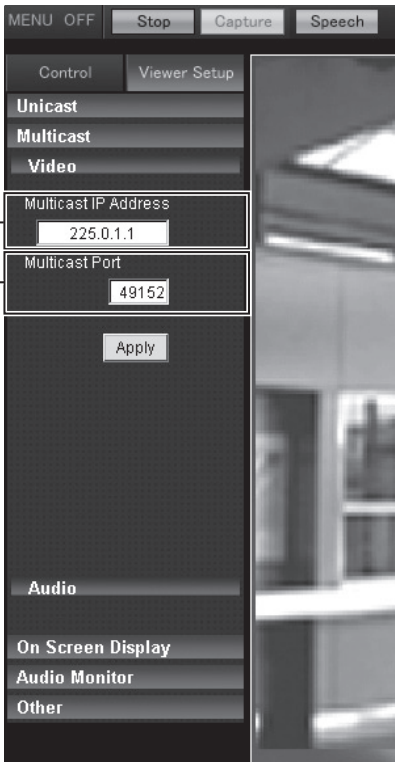 MENU OFF Stop Capture Speech
Control Viewer Setup
Unicast
Multicast
Video
Multicast IP Address
225.0.1.1
Multicast Port
49152
Apply
Audio
On Screen Display
Audio Monitor
Other